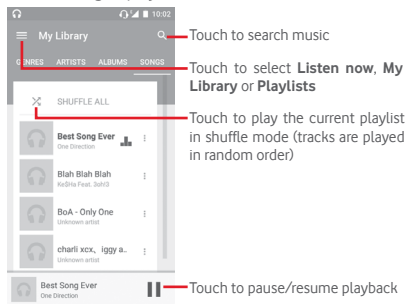 10:02
My Library
Touch to search music
GENRES ARTISTS ALBUMS SONGS
Touch to select Listen now, My
Library or Playlists
SHUFFLE ALL
Touch to play the current playlist
in shuffle mode (tracks are played
in random order)
Best Song Ever
One Direction
Blah Blah Blah
Ke$Ha Feat. 3oh!3
BoA - Only One
Unknown artist
charli xcx、iggy a..
Unknown artist
Best Song Ever
One Direction
Touch to pause/resume playback